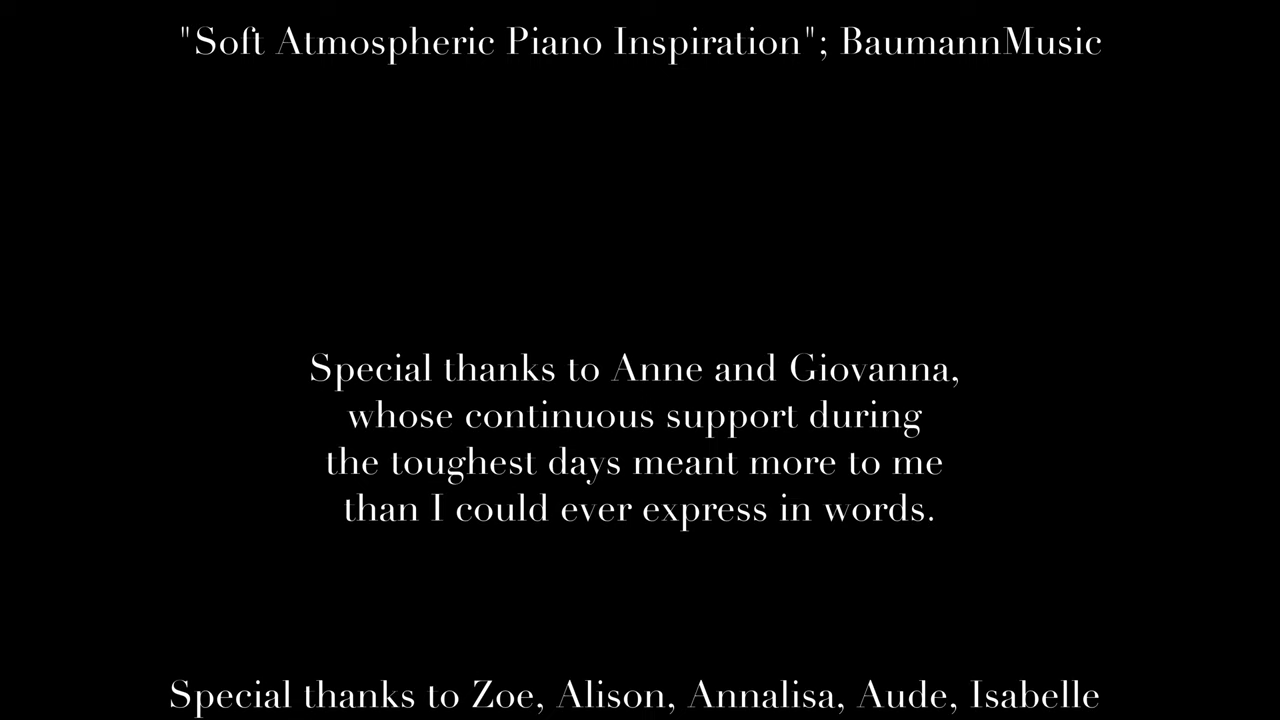 "Soft Atmospheric Piano Inspiration"; BaumannMusic
Special thanks to Anne and Giovanna,
whose continuous support during
the toughest days meant more to me
than I could ever express in words.
Special thanks to Zoe, Alison, Annalisa, Aude, Isabelle